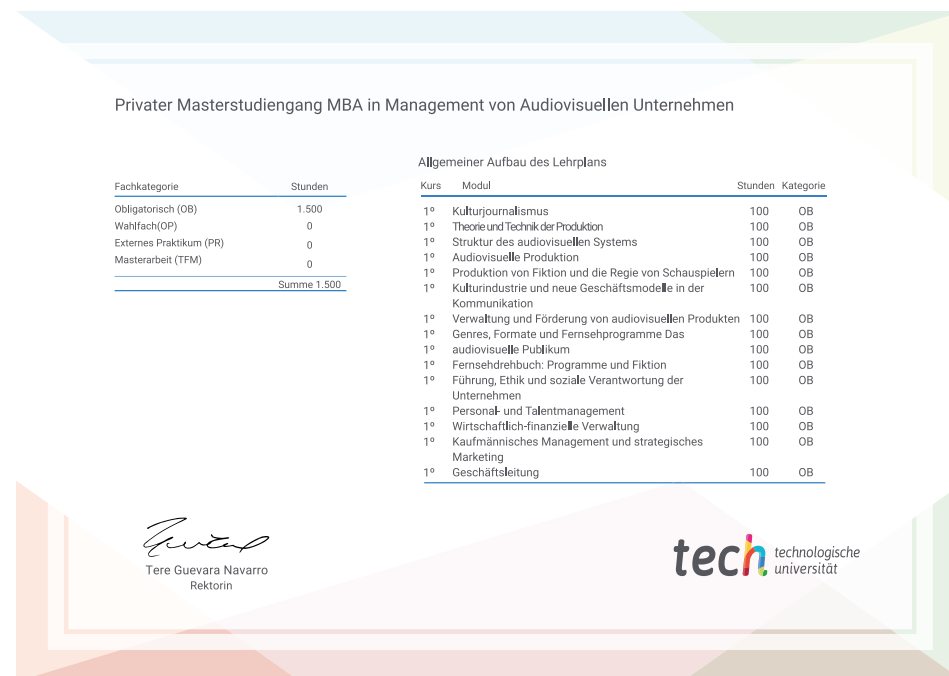 Privater Masterstudiengang MBA in Management von Audiovisuellen Unternehmen
Fachkategorie Stunden
Obligatorisch (OB) 1.500
Wahlfach(OP) 0
Externes Praktikum (PR) 0
Masterarbeit (TFM) 0
Summe 1.500
Allgemeiner Aufbau des Lehrplans
Kurs Modul Stunden Kategorie
1º Kulturjournalismus 100 OB
1º Theorie und Technik der Produktion 100 OB
1º Struktur des audiovisuellen Systems 100 OB
1º Audiovisuelle Produktion 100 OB
1º Produktion von Fiktion und die Regie von Schauspielern 100 OB
1º Kulturindustrie und neue Geschäftsmodelle in der 100 OB
Kommunikation
1º Verwaltung und Förderung von audiovisuellen Produkten 100 OB
1º Genres, Formate und Fernsehprogramme Das 100 OB
1º audiovisuelle Publikum 100 OB
1º Fernsehdrehbuch: Programme und Fiktion 100 OB
1º Führung, Ethik und soziale Verantwortung der 100 OB
Unternehmen
1º Personal- und Talentmanagement 100 OB
1º Wirtschaftlich-finanzielle Verwaltung 100 OB
1º Kaufmännisches Management und strategisches 100 OB
Marketing
1º Geschäftsleitung 100 OB
Tere Guevara Navarro
Rektorin
tech technologische
universität